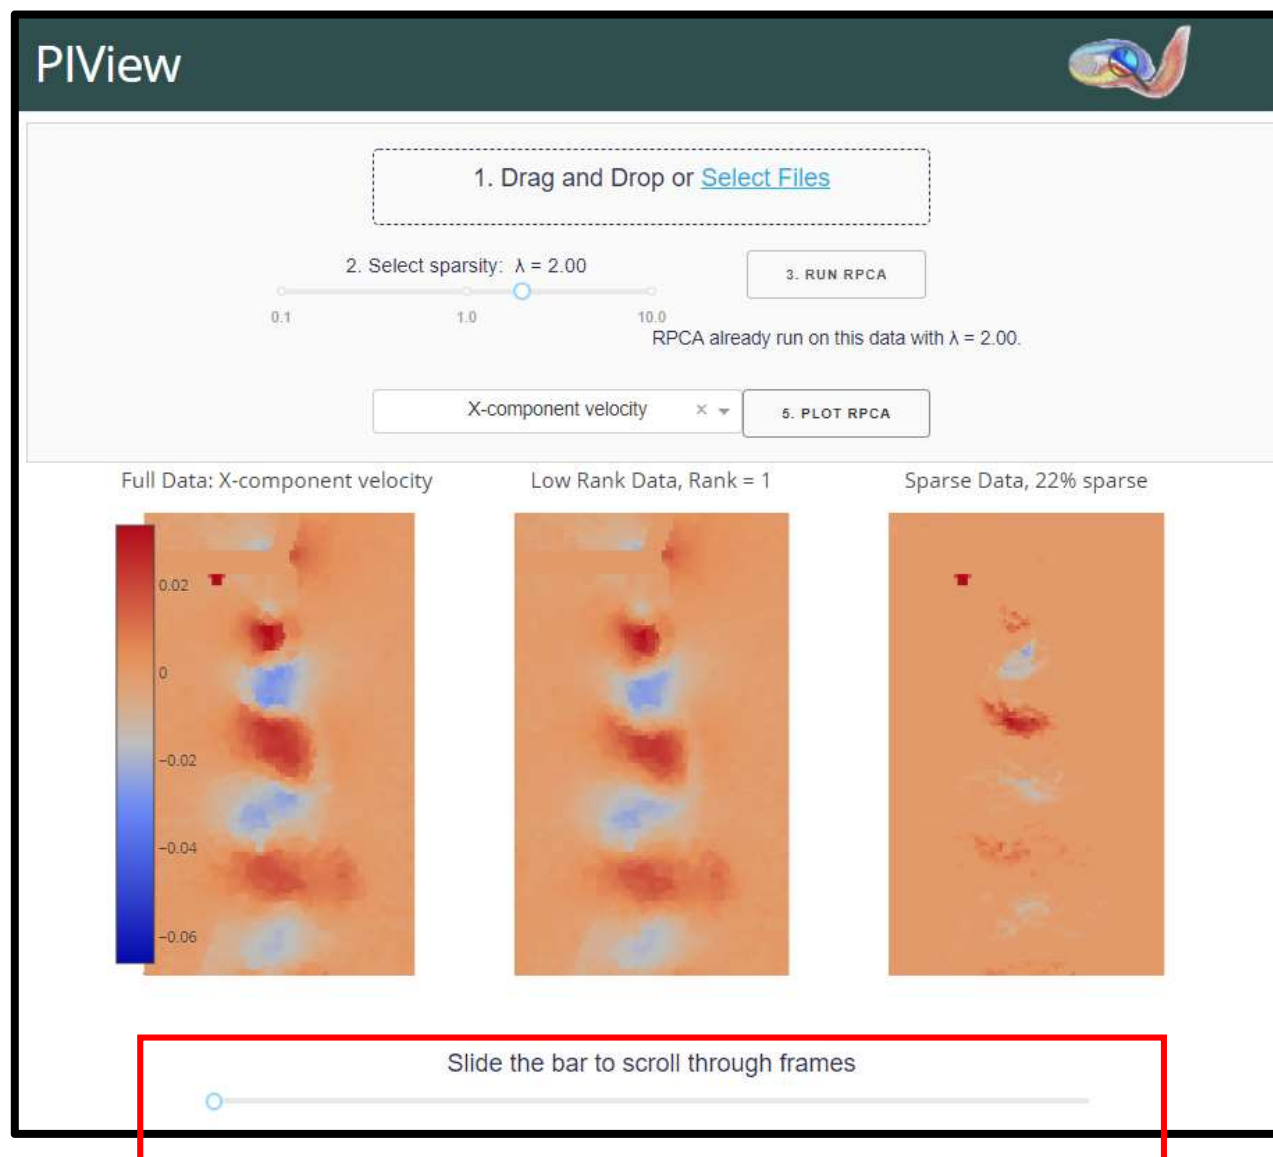 PIView
1. Drag and Drop or Select Files
2. Select sparsity: λ = 2.00
3. RUN RPCA
0.1 1.0 10.0
RPCA already run on this data with λ = 2.00.
X-component velocity × 5. PLOT RPCA
Full Data: X-component velocity Low Rank Data, Rank = 1 Sparse Data, 22% sparse
0.02
0
−0.02
−0.04
−0.06
Slide the bar to scroll through frames